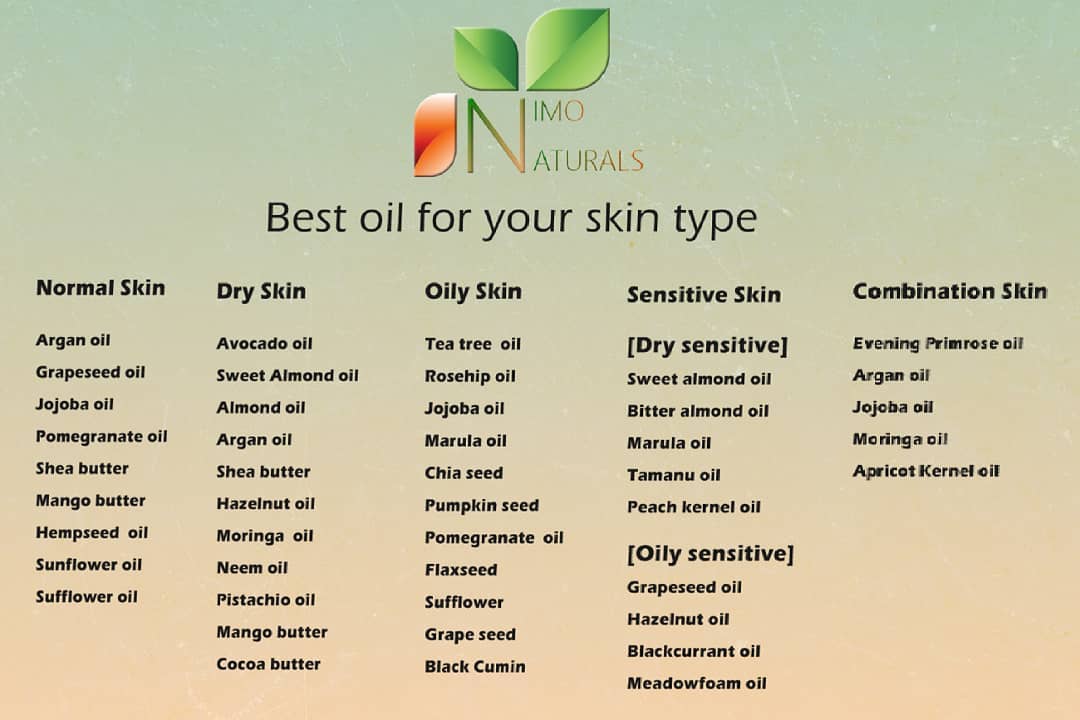 NIMO
NATURALS
Best oil for your skin type
Normal Skin
Argan oil
Grapeseed oil
Jojoba oil
Pomegranate oil
Shea butter
Mango butter
Hempseed oil
Sunflower oil
Sufflower oil
Dry Skin
Avocado oil
Sweet Almond oil
Almond oil
Argan oil
Shea butter
Hazelnut oil
Moringa oil
Neem oil
Pistachio oil
Mango butter
Cocoa butter
Oily Skin
Tea tree oil
Rosehip oil
Jojoba oil
Marula oil
Chia seed
Pumpkin seed
Pomegranate oil
Flaxseed
Sufflower
Grape seed
Black Cumin
Sensitive Skin
[Dry sensitive]
Sweet almond oil
Bitter almond oil
Marula oil
Tamanu oil
Peach kernel oil
[Oily sensitive]
Grapeseed oil
Hazelnut oil
Blackcurrant oil
Meadowfoam oil
Combination Skin
Evening Primrose oil
Argan oil
Jojoba oil
Moringa oil
Apricot Kernel oil